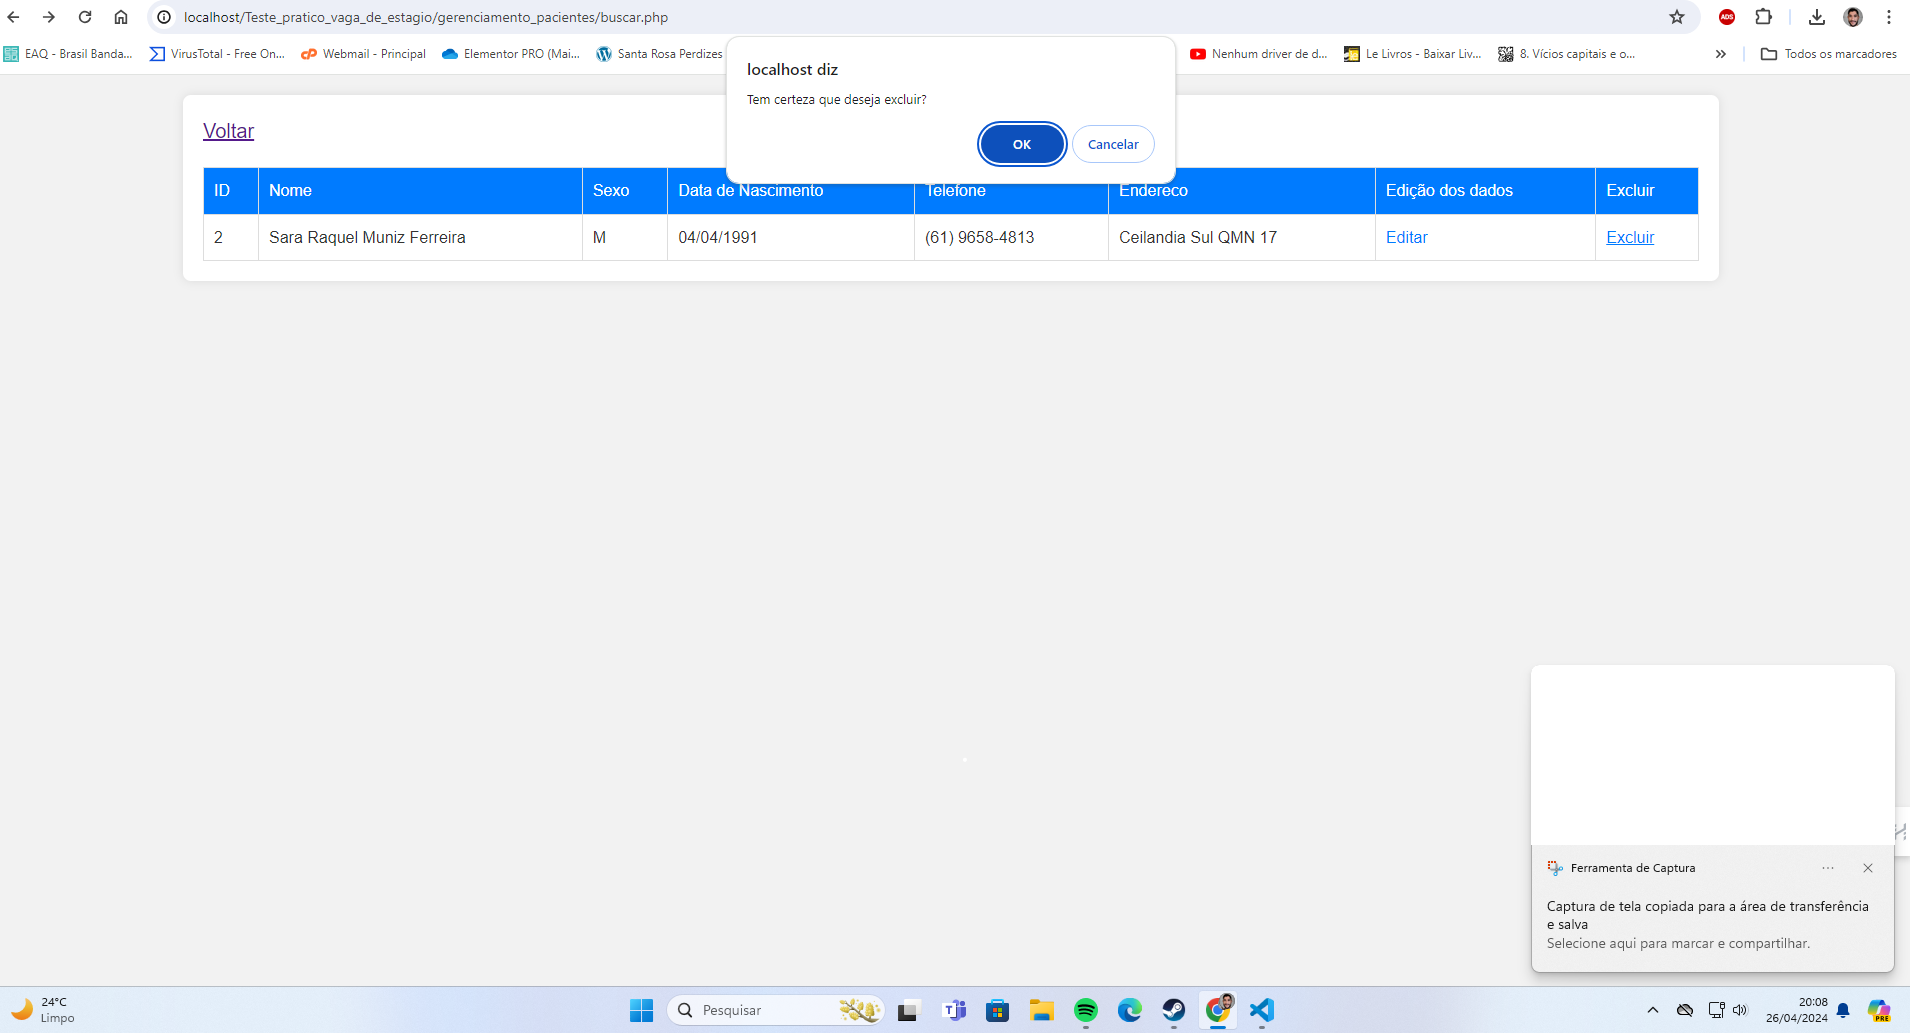 localhost/Teste_pratico_vaga_de_estagio/gerenciamento_pacientes/buscar.php
ADS
EAQ - Brasil Banda...
VirusTotal - Free On...
Webmail - Principal
Elementor PRO (Mai...
Santa Rosa Perdizes
Nenhum driver de d...
Le Livros - Baixar Liv...
8. Vícios capitais e o...
Todos os marcadores
localhost diz
Tem certeza que deseja excluir?
OK
Cancelar
Voltar
ID Nome Sexo Data de Nascimento Telefone Endereco Edição dos dados Excluir
2 Sara Raquel Muniz Ferreira M 04/04/1991 (61) 9658-4813 Ceilandia Sul QMN 17 Editar Excluir
Ferramenta de Captura
Captura de tela copiada para a área de transferência
e salva
Selecione aqui para marcar e compartilhar.
24°C
Limpo
Pesquisar
20:08
26/04/2024
PRE